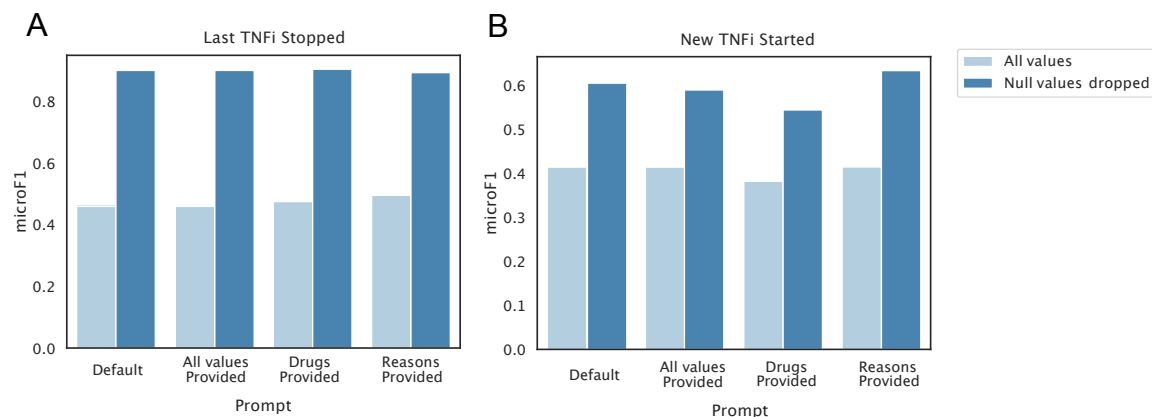 A
Last TNFi Stopped
microF1
0.8
0.6
0.4
0.2
0.0
Default
All values
Provided
Drugs
Provided
Reasons
Provided
Prompt
B
New TNFi Started
microF1
0.6
0.5
0.4
0.3
0.2
0.1
0.0
Default
All values
Provided
Drugs
Provided
Reasons
Provided
Prompt
All values
Null values dropped